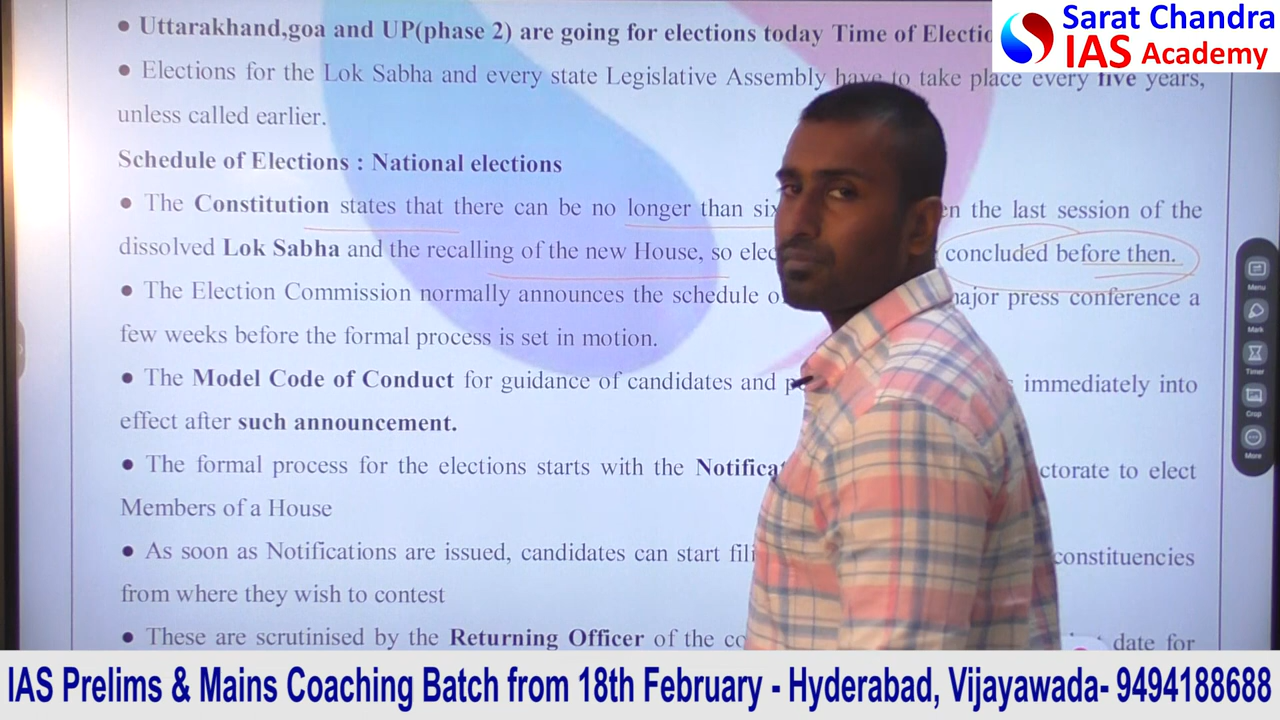 Sarat Chandra
IAS Academy
● Uttarakhand,goa and UP(phase 2) are going for elections today Time of
● Elections for the Lok Sabha and every state Legislative Assembly have to take place every five years,
unless called earlier.
Schedule of Elections : National elections
● The Constitution states that there can be no longer than six the last session of the
dissolved Lok Sabha and the recalling of the new House, so concluded before then.
● The Election Commission normally announces the schedule press conference a
few weeks before the formal process is set in motion.
● The Model Code of Conduct for guidance of candidates and immediately into
effect after such announcement.
● The formal process for the elections starts with the to elect
Members of a House
● As soon as Notifications are issued, candidates can start constituencies
from where they wish to contest
● These are scrutinised by the Returning Officer of the date for
Menu
Mark
Timer
Crop
More
IAS Prelims & Mains Coaching Batch from 18th February - Hyderabad, Vijayawada- 9494188688